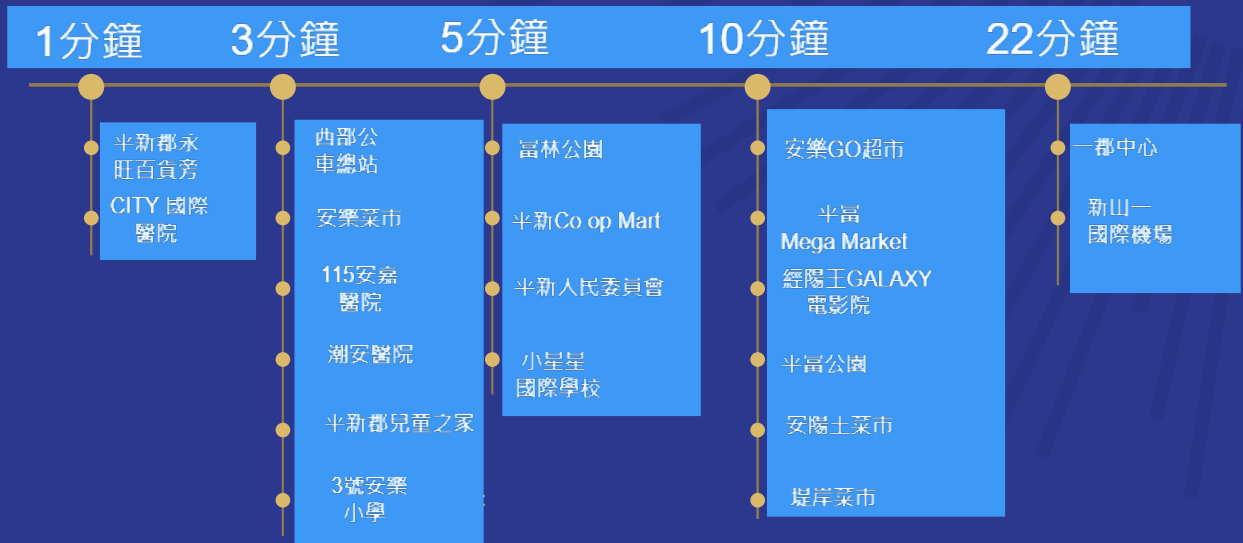 1分鐘
3分鐘
5分鐘
10分鐘
22分鐘
平新郡永
旺百貨旁
CITY 國際
醫院
西部公
車總站
安樂菜市
115安嘉
醫院
潮安醫院
平新郡兒童之家
3號安樂
小學
富林公園
平新Co.op Mart
平新人民委員會
小星星
國際學校
安樂GO超市
平富
Mega Market
經陽王GALAXY
電影院
平富公園
安陽土菜市
堤岸菜市
一郡中心
新山一
國際機場